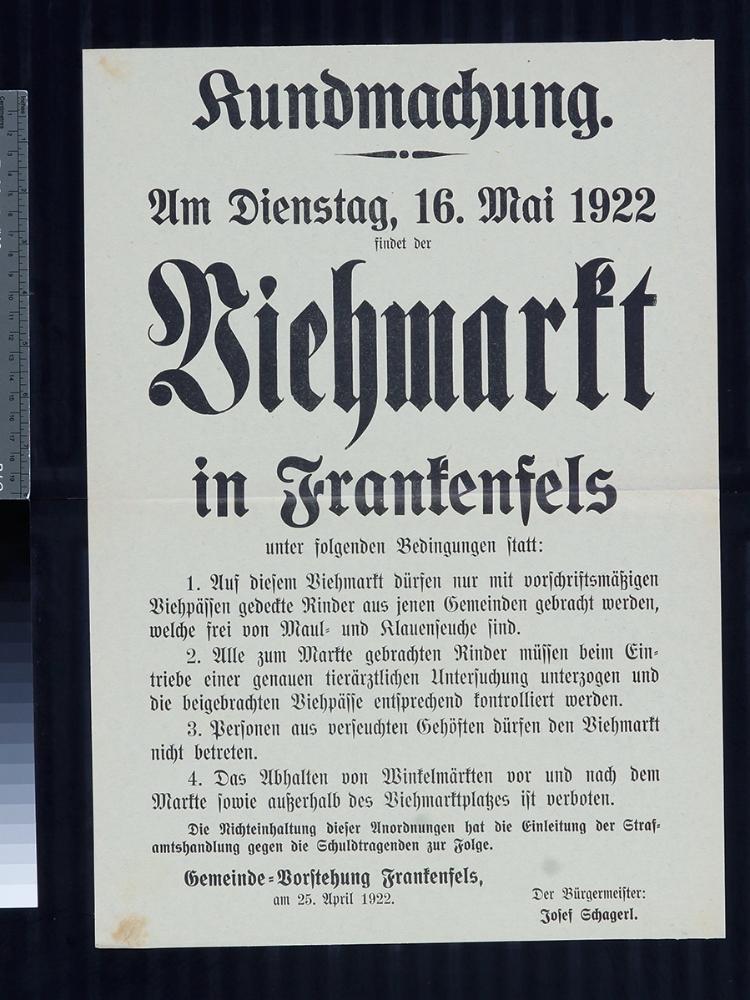 Kundmachung.
Am Dienstag, 16. Mai 1922
findet der
Viehmarkt
in Frankenfels
unter folgenden Bedingungen statt:
1. Auf diesem Viehmarkt dürfen nur mit vorschriftsmäßigen
Viehpässen gedeckte Rinder aus jenen Gemeinden gebracht werden,
welche frei von Maul- und Klauenseuche sind.
2. Alle zum Markte gebrachten Rinder müssen beim Ein-
triebe einer genauen tierärztlichen Untersuchung unterzogen und
die beigebrachten Viehpässe entsprechend kontrolliert werden.
3. Personen aus verseuchten Gehöften dürfen den Viehmarkt
nicht betreten.
4. Das Abhalten von Winkelmärkten vor und nach dem
Markte sowie außerhalb des Viehmarktplatzes ist verboten.
Die Nichteinhaltung dieser Anordnungen hat die Einleitung der Straf-
amtshandlung gegen die Schuldtragenden zur Folge.
Gemeinde-Vorstehung Frankenfels,
am 25. April 1922.
Der Bürgermeister:
Josef Schagerl.